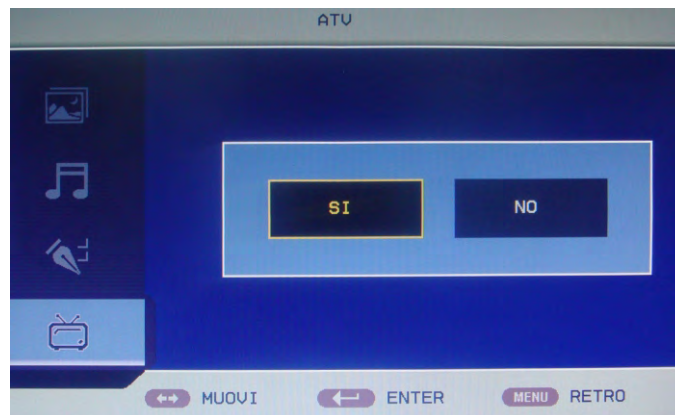 ATV
SI
NO
MUOVI
ENTER
MENU RETRO